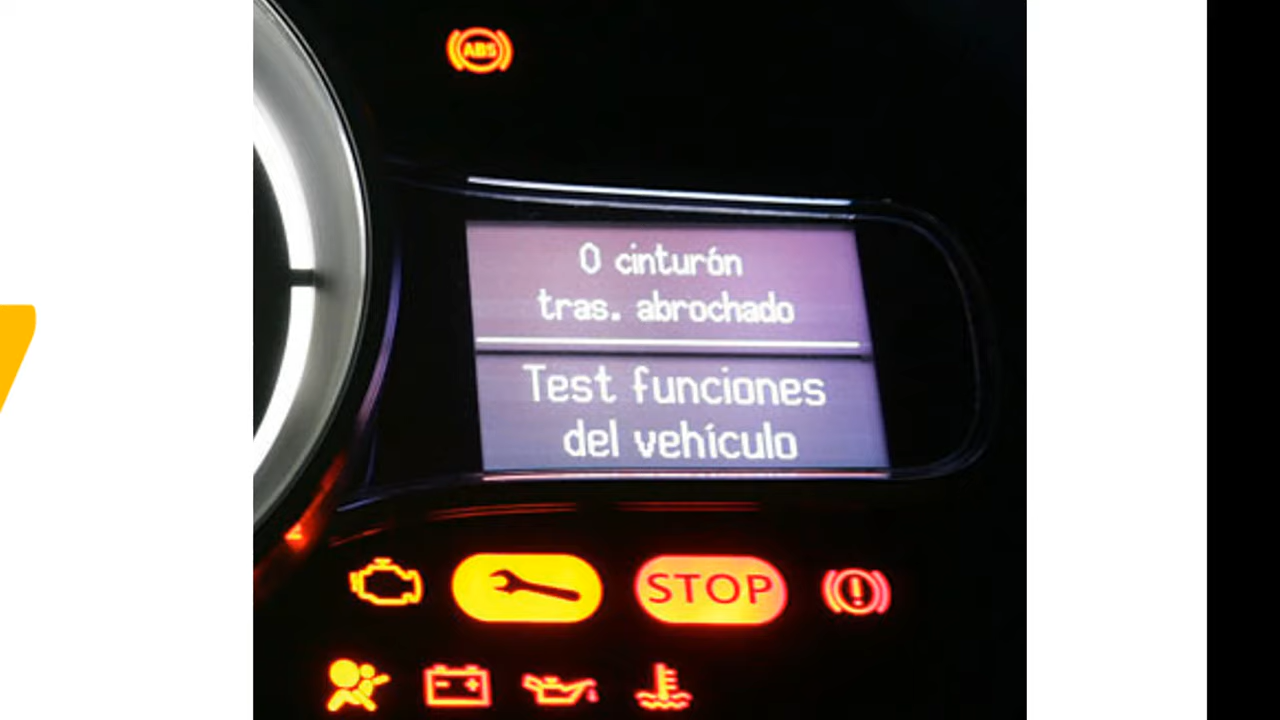 ABS
0 cinturón
tras. abrochado
Test funciones
del vehículo
STOP